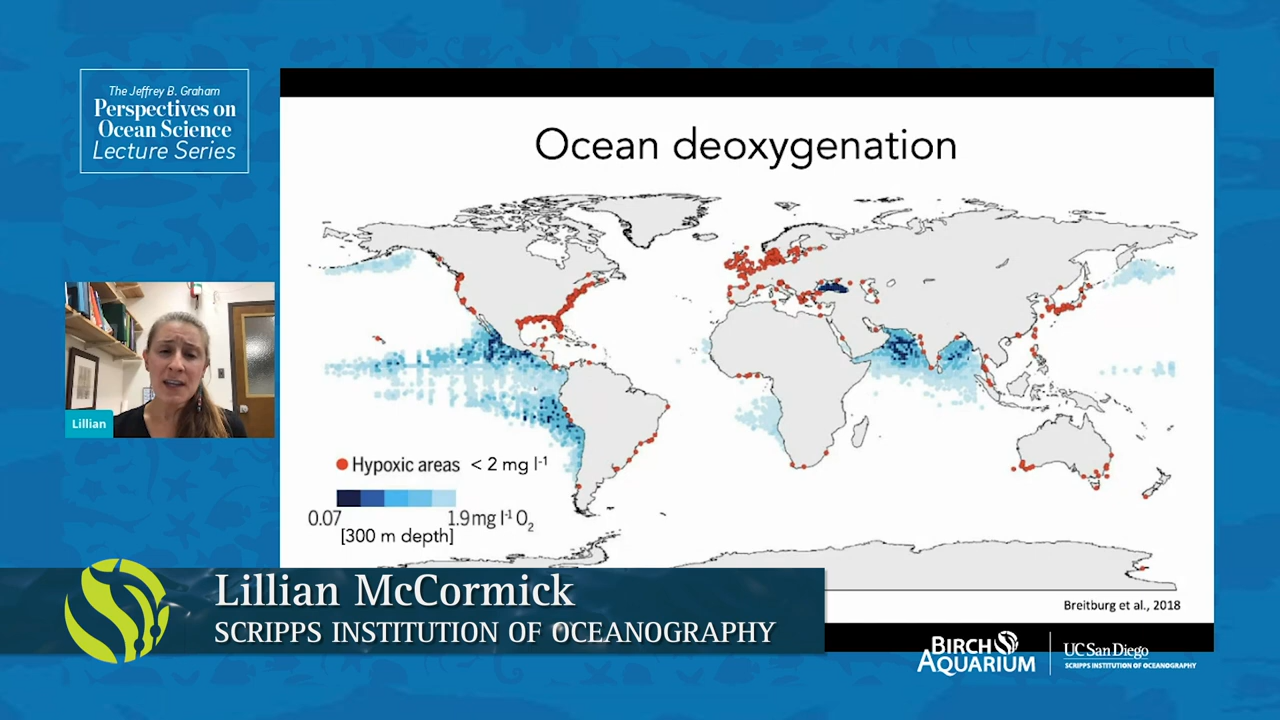 The Jeffrey B. Graham
Perspectives on
Ocean Science
Lecture Series
Lillian
Ocean deoxygenation
Hypoxic areas < 2 mg l-1
0.07 1.9 mg l-1 O2
[300 m depth]
Breitburg et al., 2018
Lillian McCormick
SCRIPPS INSTITUTION OF OCEANOGRAPHY
BIRCH
AQUARIUM
UC San Diego
SCRIPPS INSTITUTION OF OCEANOGRAPHY